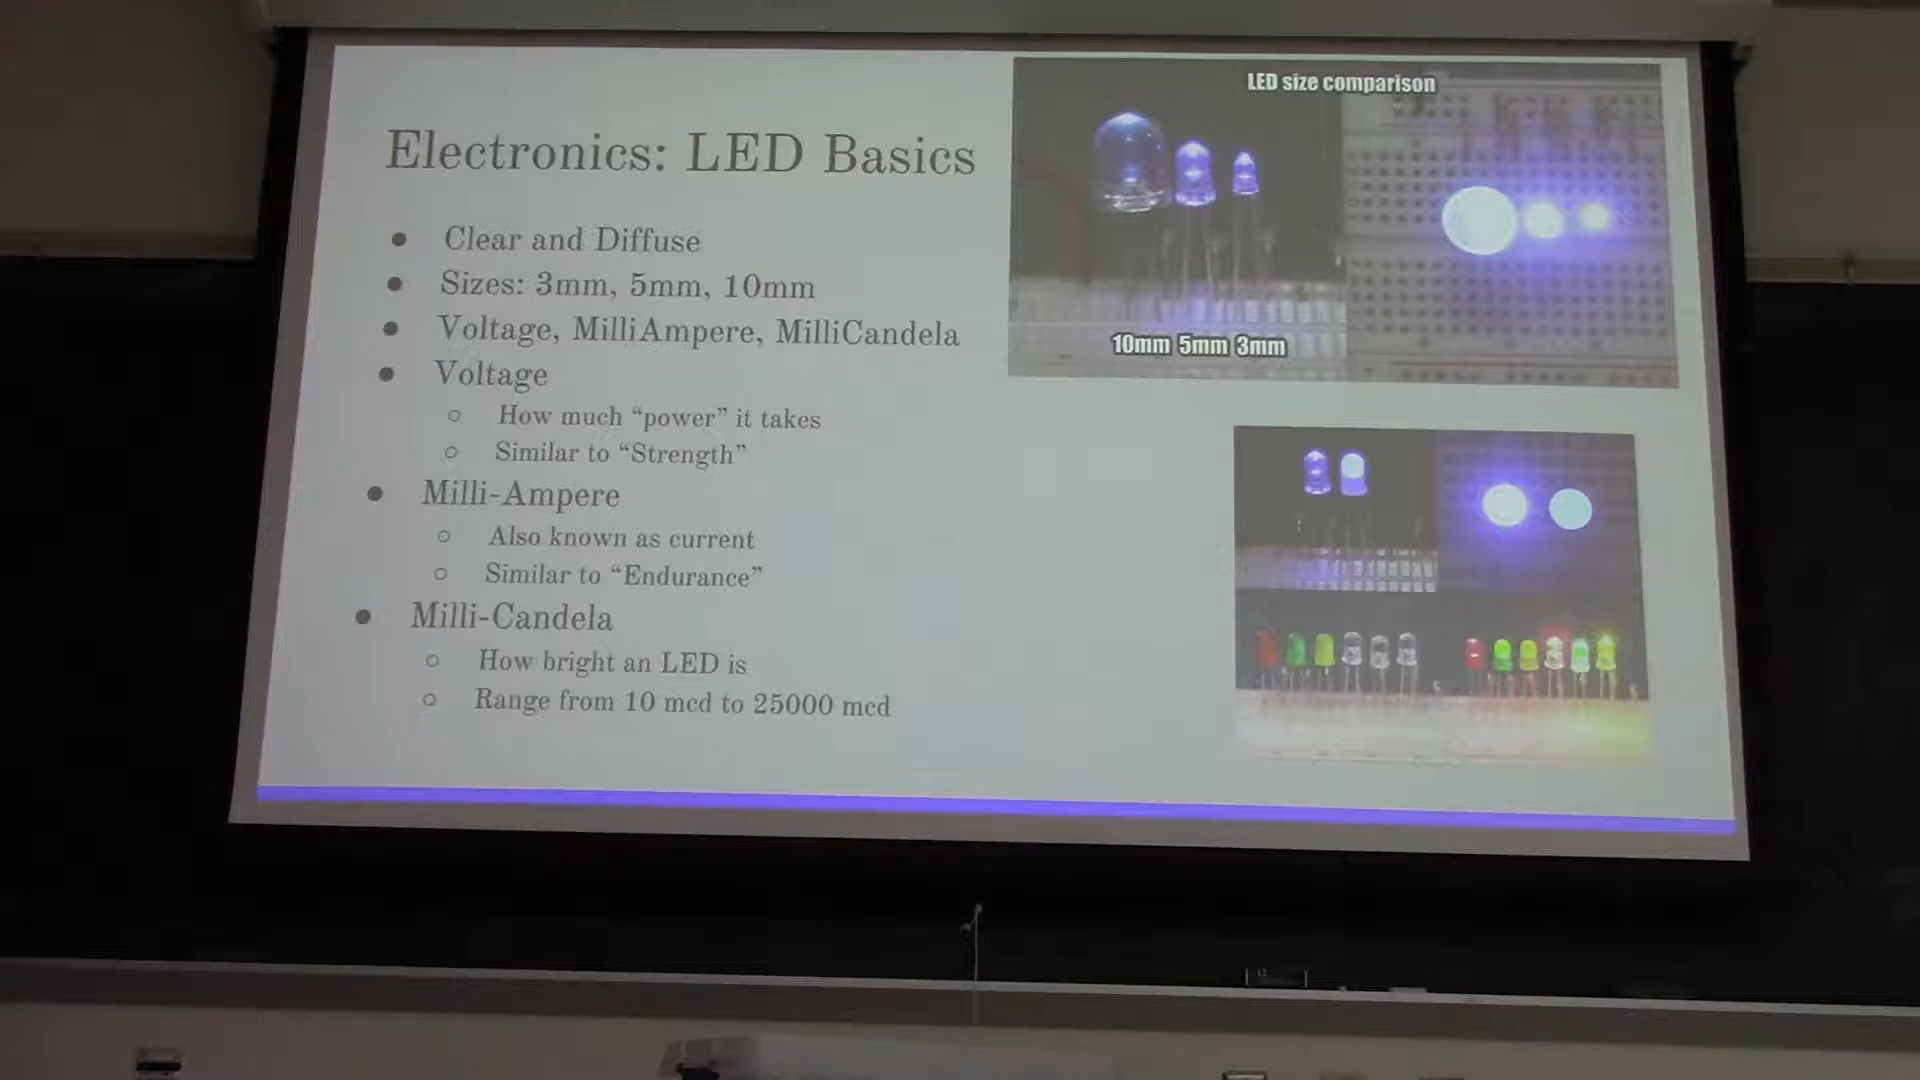 Electronics: LED Basics
Clear and Diffuse
Sizes: 3mm, 5mm, 10mm
Voltage, MilliAmpere, MilliCandela
Voltage
How much “power” it takes
Similar to “Strength”
Milli-Ampere
Also known as current
Similar to “Endurance”
Milli-Candela
How bright an LED is
Range from 10 mcd to 25000 mcd
LED size comparison
10mm 5mm 3mm